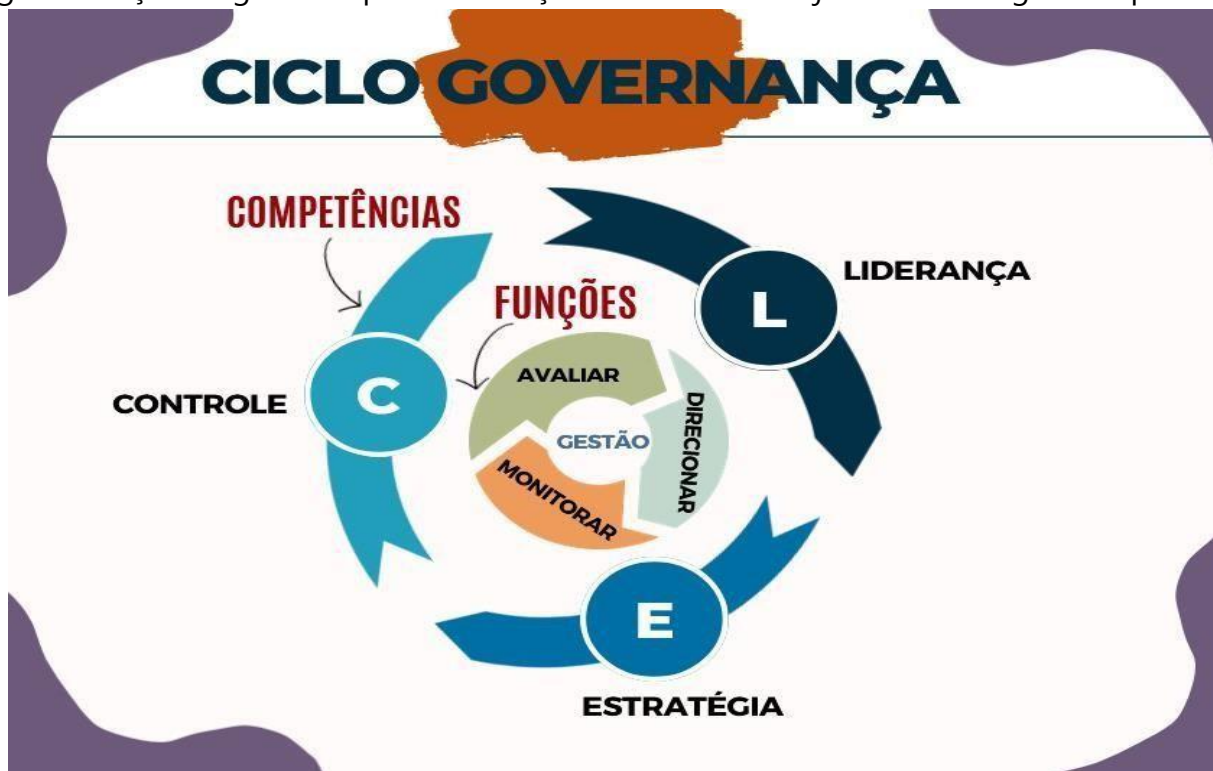 CICLO GOVERNANÇA
COMPETÊNCIAS
LIDERANÇA
L
FUNÇÕES
AVALIAR
DIRECIONAR
C
CONTROLE
GESTÃO
MONITORAR
E
ESTRATÉGIA